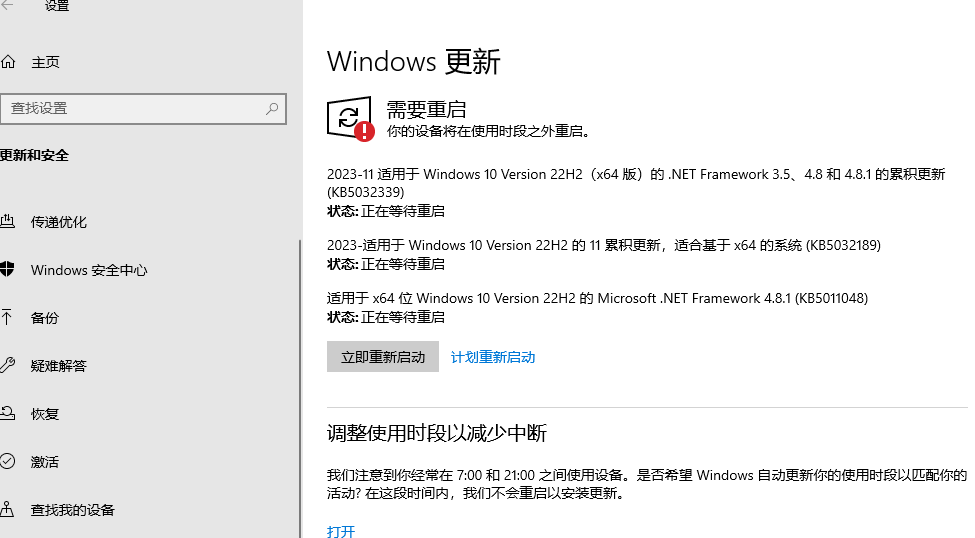 设置
主页
查找设置
更新和安全
传递优化
Windows 安全中心
备份
疑难解答
恢复
激活
查找我的设备
Windows 更新
需要重启
你的设备将在使用时段之外重启。
2023-11 适用于 Windows 10 Version 22H2（x64 版）的 .NET Framework 3.5、4.8 和 4.8.1 的累积更新
(KB5032339)
状态: 正在等待重启
2023-适用于 Windows 10 Version 22H2 的 11 累积更新，适合基于 x64 的系统 (KB5032189)
状态: 正在等待重启
适用于 x64 位 Windows 10 Version 22H2 的 Microsoft .NET Framework 4.8.1 (KB5011048)
状态: 正在等待重启
立即重新启动 计划重新启动
调整使用时段以减少中断
我们注意到你经常在 7:00 和 21:00 之间使用设备。是否希望 Windows 自动更新你的使用时段以匹配你的
活动? 在这段时间内，我们不会重启以安装更新。
打开